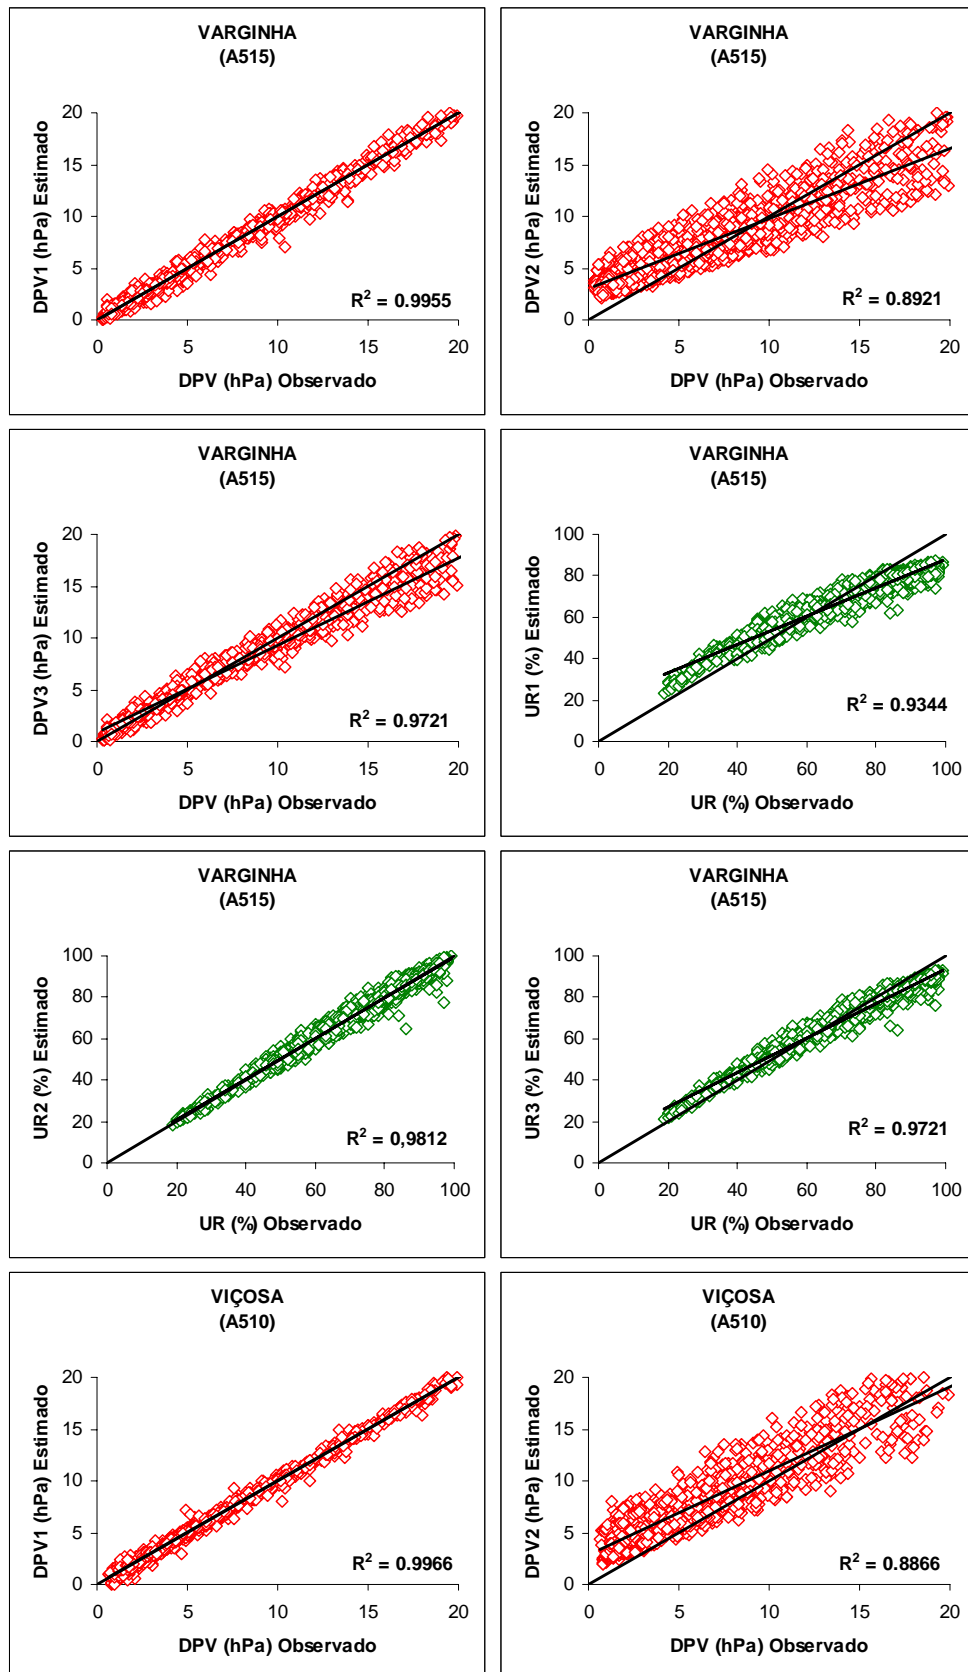 VARGINHA
(A515)
20
15
10
5
0
DPV1 (hPa) Estimado
R² = 0.9955
0 5 10 15 20
DPV (hPa) Observado
VARGINHA
(A515)
20
15
10
5
0
DPV2 (hPa) Estimado
R² = 0.8921
0 5 10 15 20
DPV (hPa) Observado
VARGINHA
(A515)
20
15
10
5
0
DPV3 (hPa) Estimado
R² = 0.9721
0 5 10 15 20
DPV (hPa) Observado
VARGINHA
(A515)
100
80
60
40
20
0
UR1 (%) Estimado
R² = 0.9344
0 20 40 60 80 100
UR (%) Observado
VARGINHA
(A515)
100
80
60
40
20
0
UR2 (%) Estimado
R² = 0,9812
0 20 40 60 80 100
UR (%) Observado
VARGINHA
(A515)
100
80
60
40
20
0
UR3 (%) Estimado
R² = 0.9721
0 20 40 60 80 100
UR (%) Observado
VIÇOSA
(A510)
20
15
10
5
0
DPV1 (hPa) Estimado
R² = 0.9966
0 5 10 15 20
DPV (hPa) Observado
VIÇOSA
(A510)
20
15
10
5
0
DPV2 (hPa) Estimado
R² = 0.8866
0 5 10 15 20
DPV (hPa) Observado